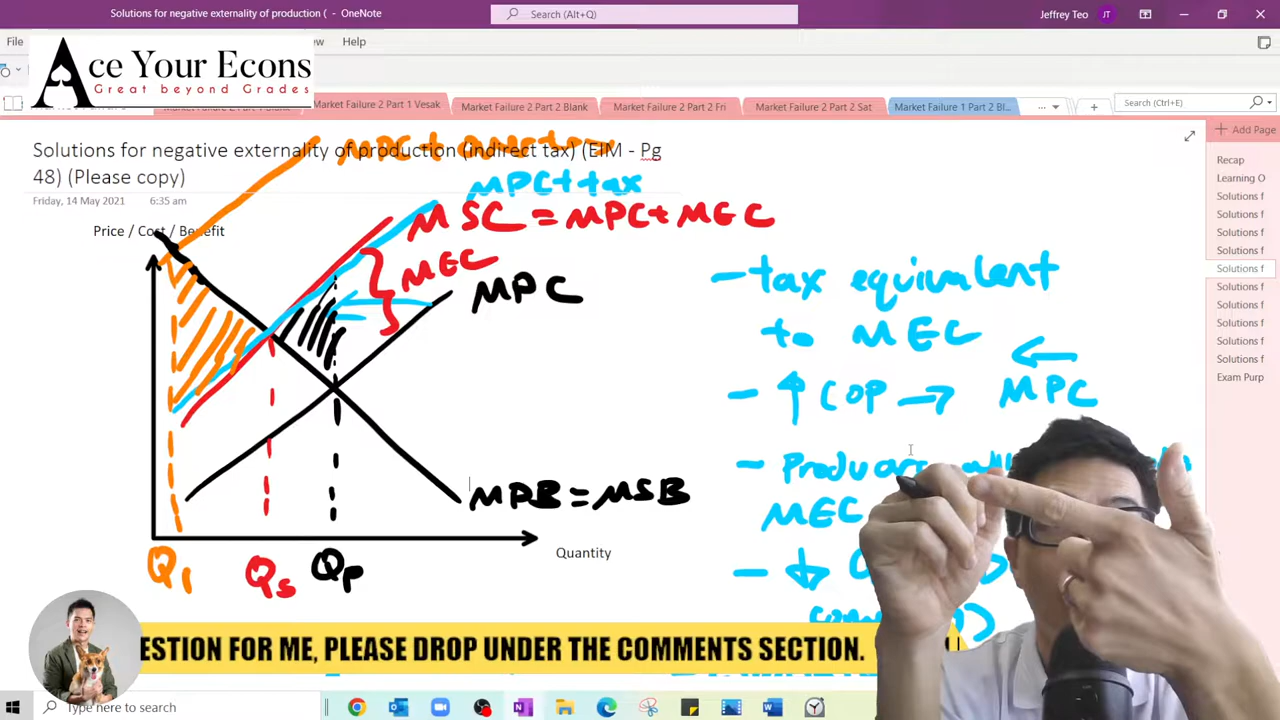 Solutions for negative externality of production ( - OneNote
Search (Alt+Q)
Jeffrey Teo
JT
File
Help
Ace Your Econs
Great beyond Grades
Market Failure 2 Part 1 Vesak
Market Failure 2 Part 2 Blank
Market Failure 2 Part 2 Fri
Market Failure 2 Part 2 Sat
Market Failure 1 Part 2 Bl...
...
Search (Ctrl+E)
Add Page
Solutions for negative externality of production (indirect tax) (EIM - Pg
48) (Please copy)
Friday, 14 May 2021 6:35 am
MPC+
MPC+tax
MSC = MPC+MEC
MEC
MPC
MPB = MSB
Price / Cost / Benefit
Quantity
Q1
Qs
Qp
- tax equivalent
to MEC
- ↑ COP → MPC ←
-
MEC
- ↓
Recap
Learning O
Solutions f
Solutions f
Solutions f
Solutions f
Solutions f
Solutions f
Solutions f
Solutions f
Solutions f
Solutions f
Exam Purp
ESTION FOR ME, PLEASE DROP UNDER THE COMMENTS SECTION.
Type here to search